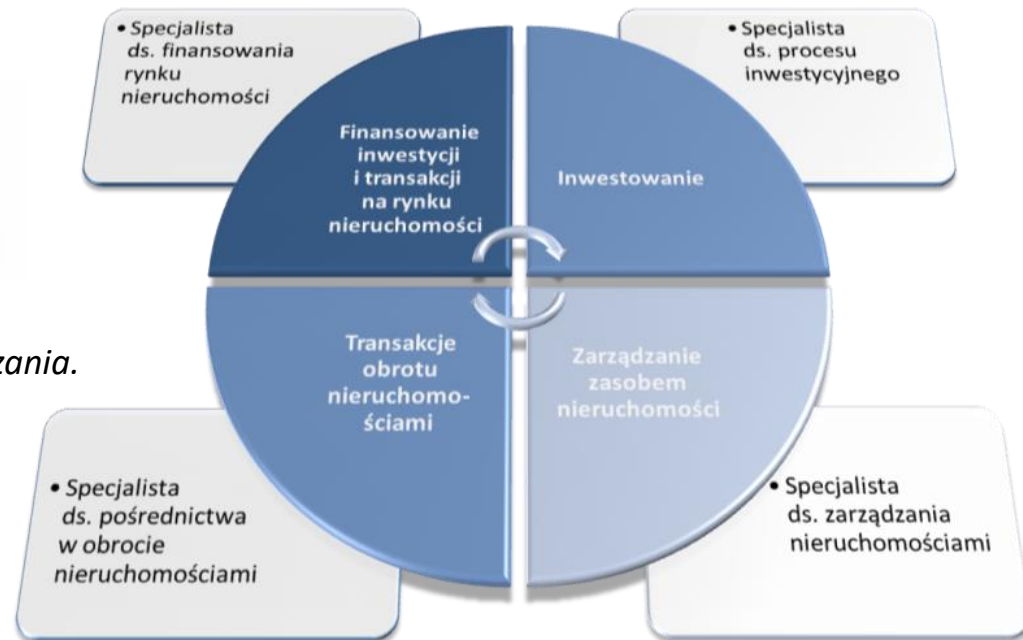 • Specjalista
ds. finansowania
rynku
nieruchomości
• Specjalista
ds. procesu
inwestycyjnego
Finansowanie
inwestycji
i transakcji
na rynku
nieruchomości
Inwestowanie
Transakcje
obrotu
nieruchomo-
ściami
Zarządzanie
zasobem
nieruchomości
• Specjalista
ds. pośrednictwa
w obrocie
nieruchomościami
• Specjalista
ds. zarządzania
nieruchomościami